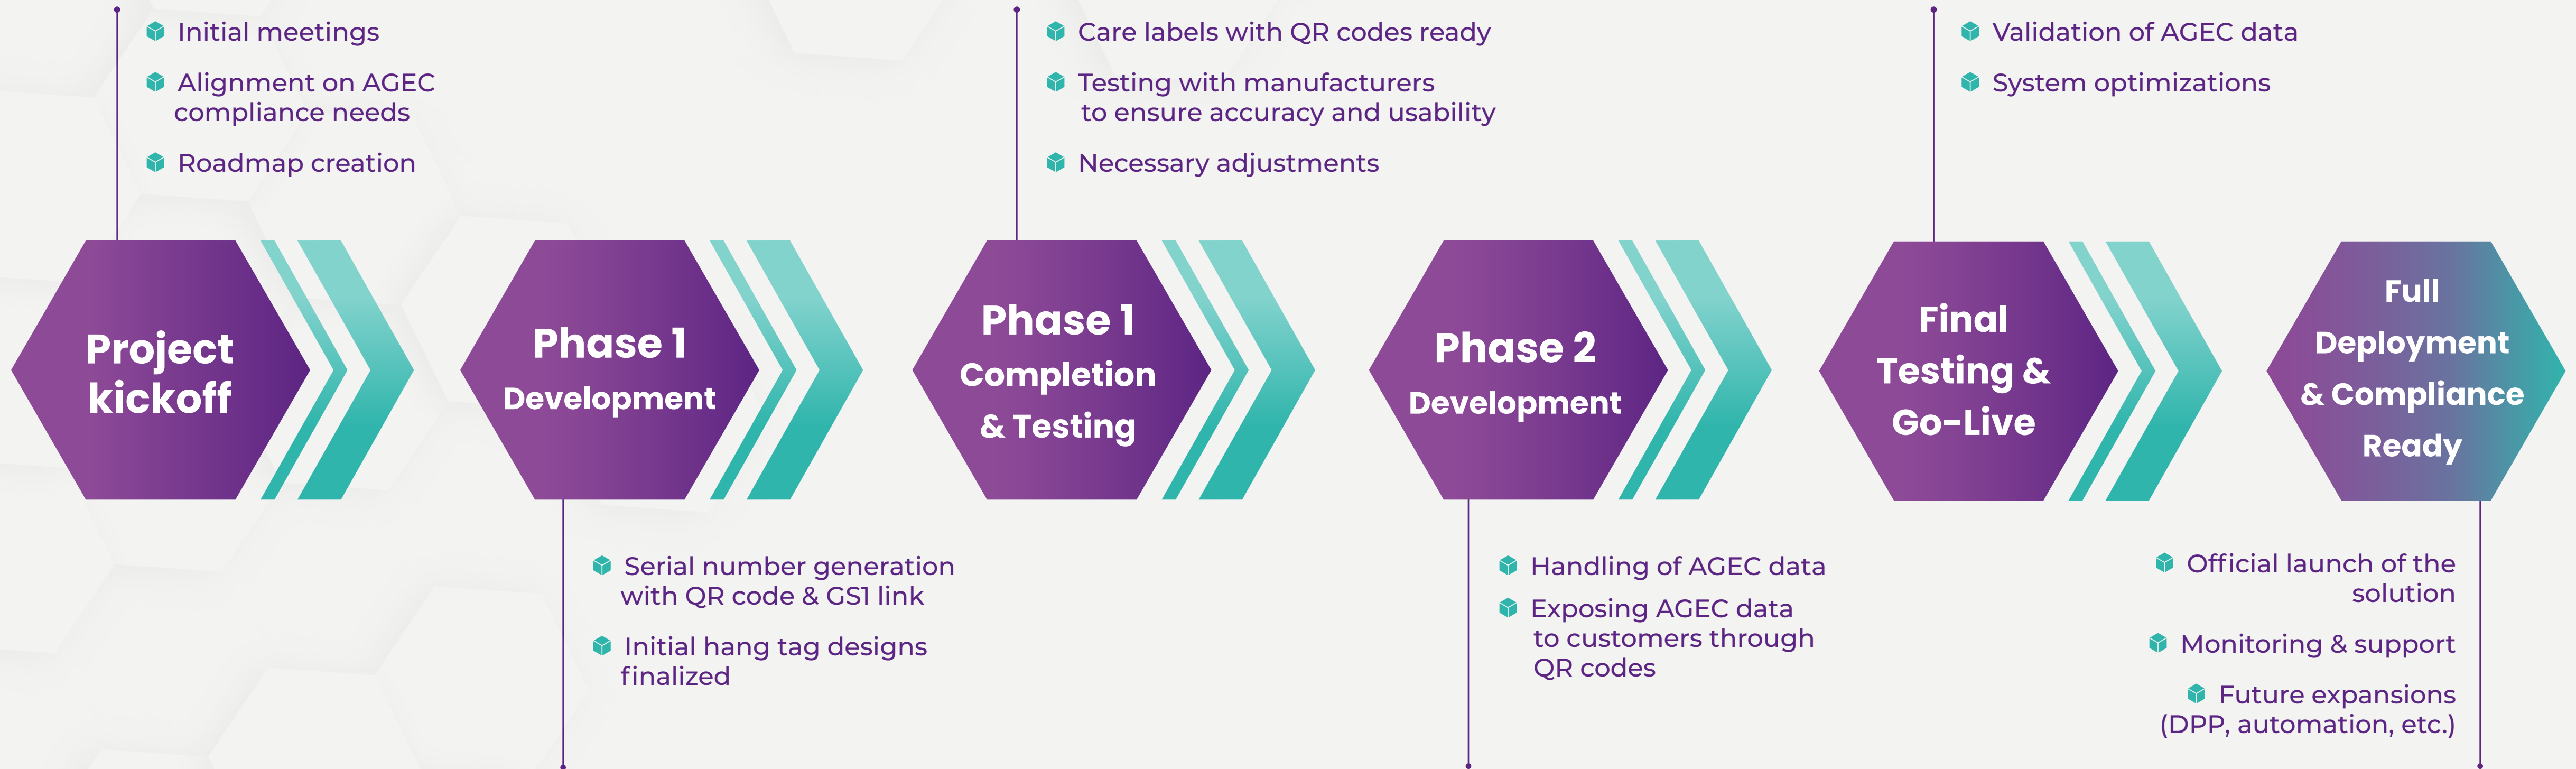 Initial meetings
Alignment on AGEC
compliance needs
Roadmap creation
Care labels with QR codes ready
Testing with manufacturers
to ensure accuracy and usability
Necessary adjustments
Validation of AGEC data
System optimizations
Project
kickoff
Phase 1
Development
Phase 1
Completion
& Testing
Phase 2
Development
Final
Testing &
Go-Live
Full
Deployment
& Compliance
Ready
Serial number generation
with QR code & GS1 link
Initial hang tag designs
finalized
Handling of AGEC data
Exposing AGEC data
to customers through
QR codes
Official launch of the
solution
Monitoring & support
Future expansions
(DPP, automation, etc.)